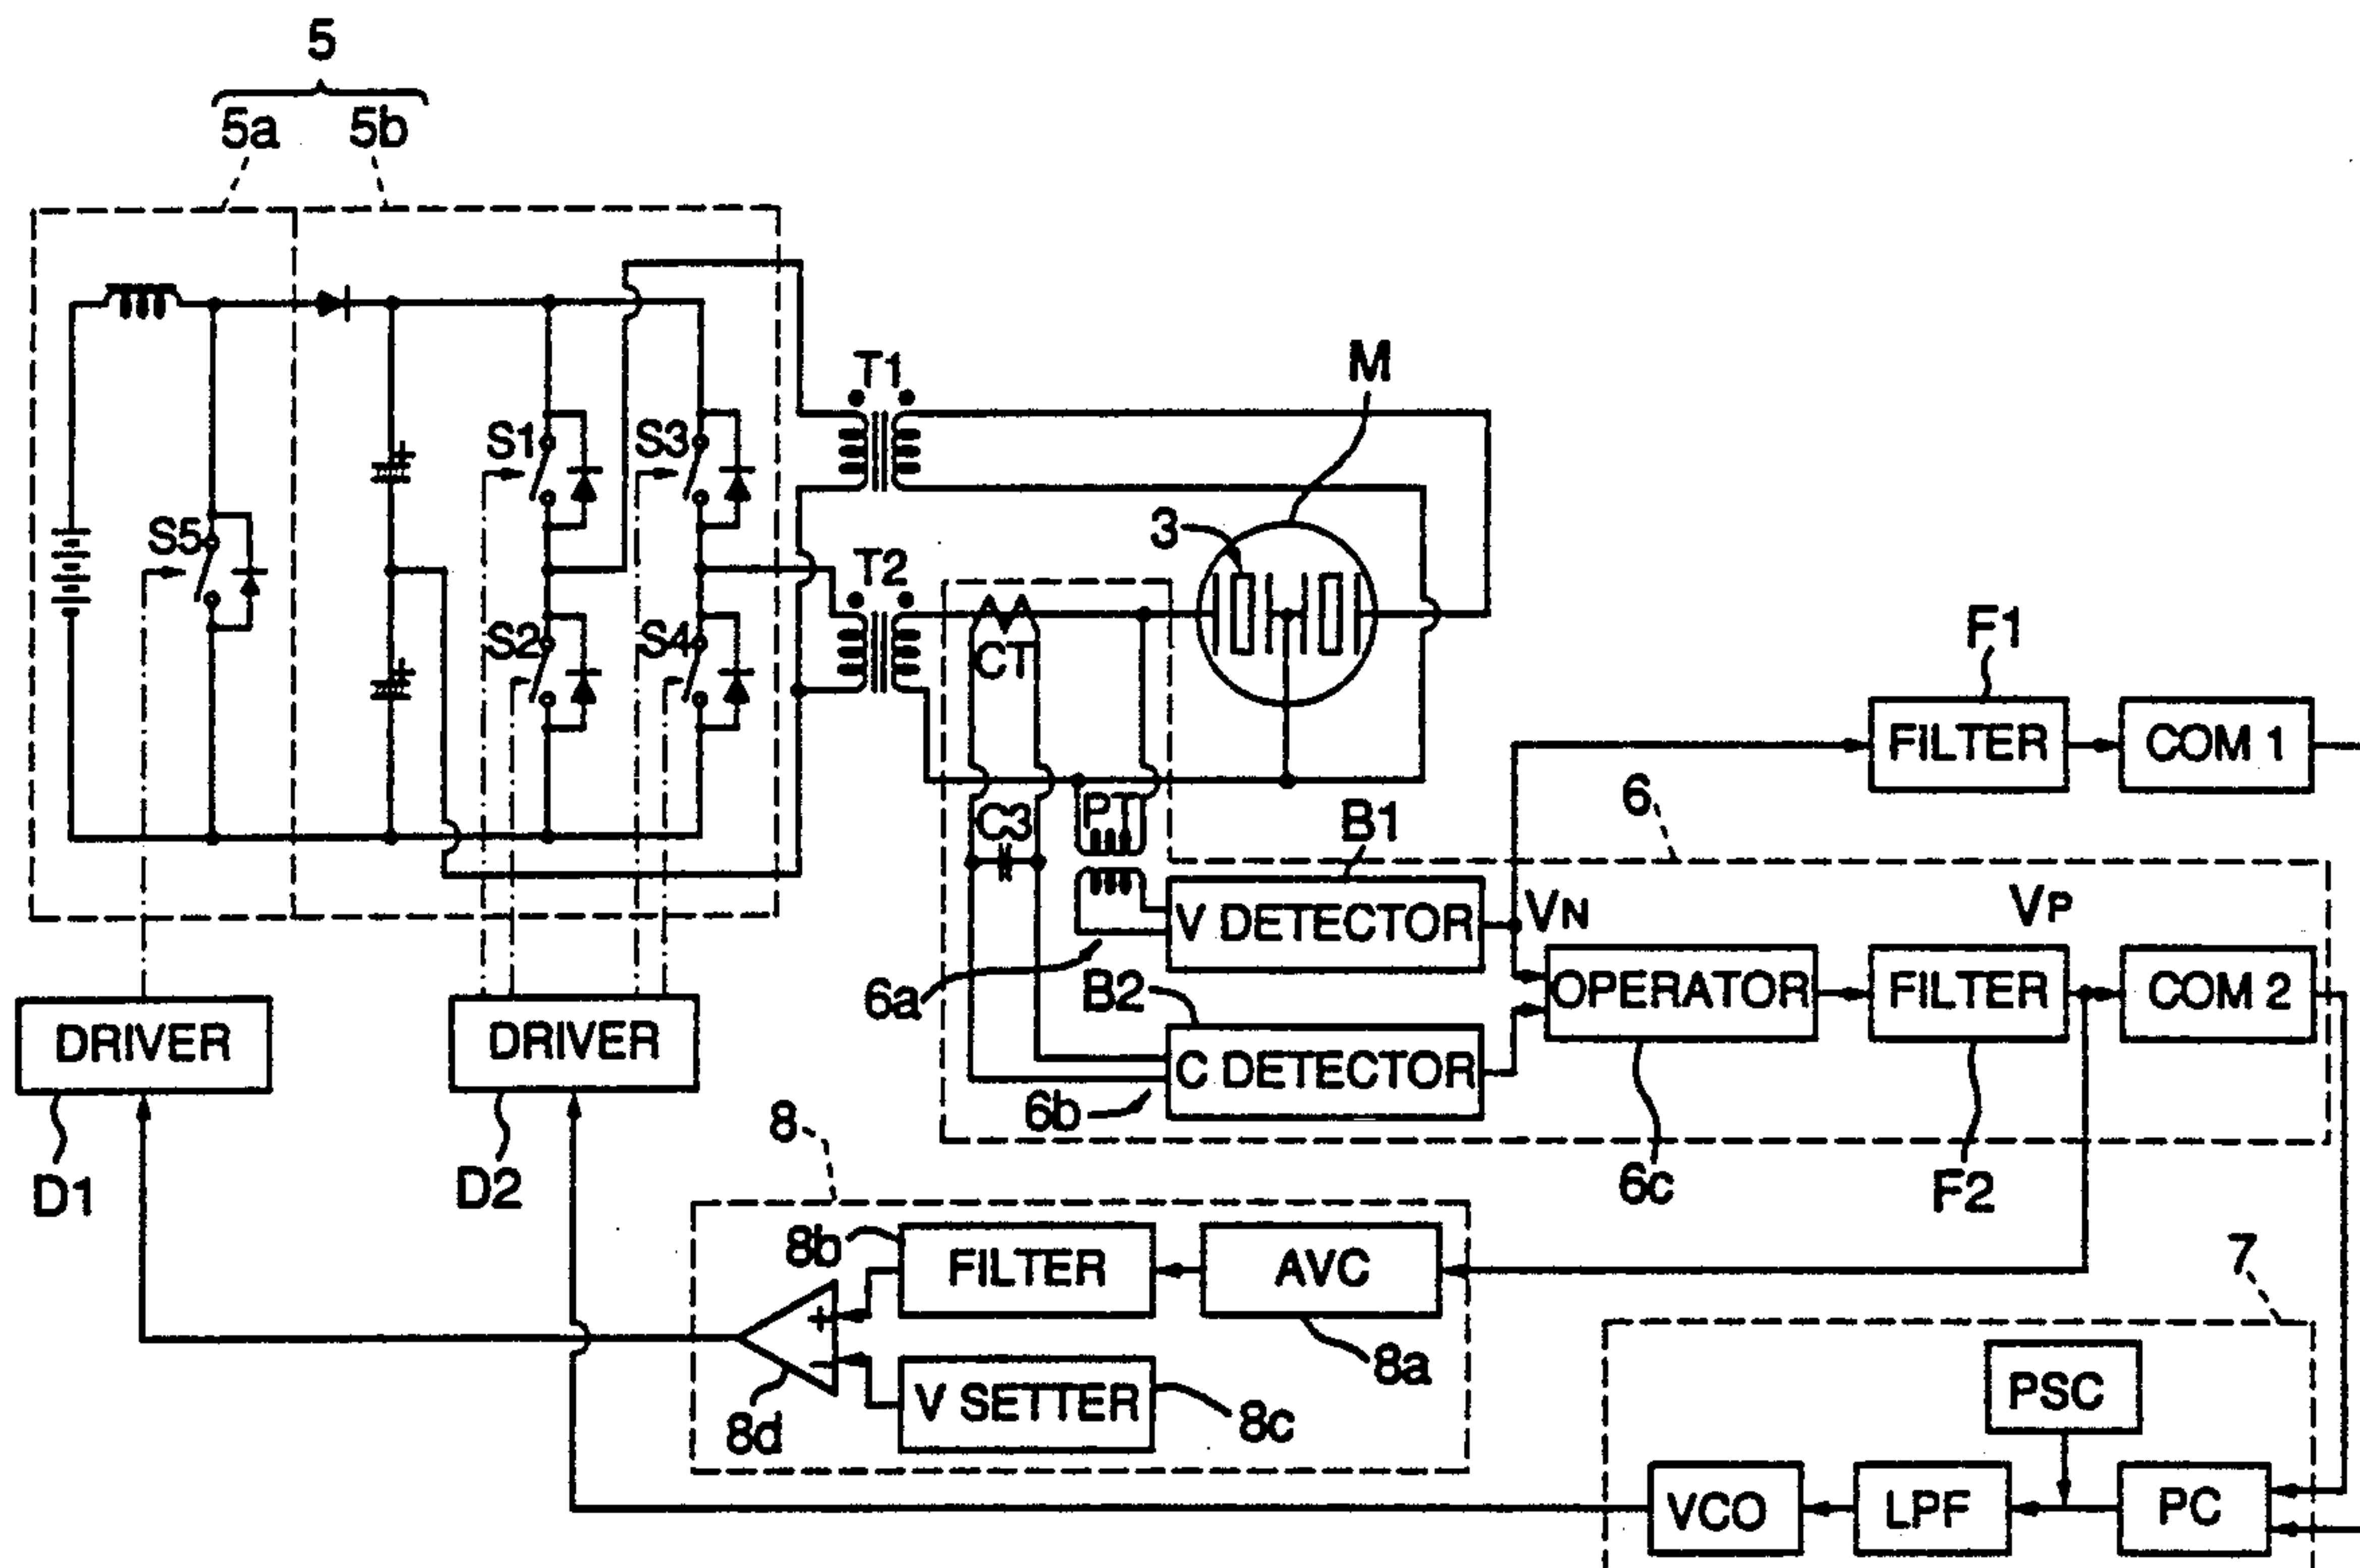 5
5a 5b
T1
M
S1
S3
3
S5
T2
F1
S2
S4
CT
FILTER
COM 1
6
C3
PT
B1
V DETECTOR
VN
VP
6a
B2
OPERATOR
FILTER
COM 2
DRIVER
DRIVER
C DETECTOR
6b
8
D1
D2
6c
F2
8b
FILTER
AVC
7
+
8a
PSC
−
8d
V SETTER
8c
VCO
LPF
PC